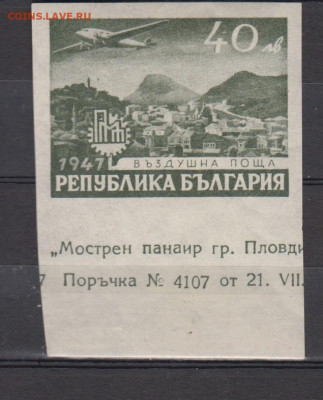 COINS.LAVE.RU
40 лв
1947
ВЪЗДУШНА ПОЩА
РЕПУБЛИКА БЪЛГАРИЯ
„Мострен панаир гр. Пловди
7 Поръчка № 4107 от 21. VII.